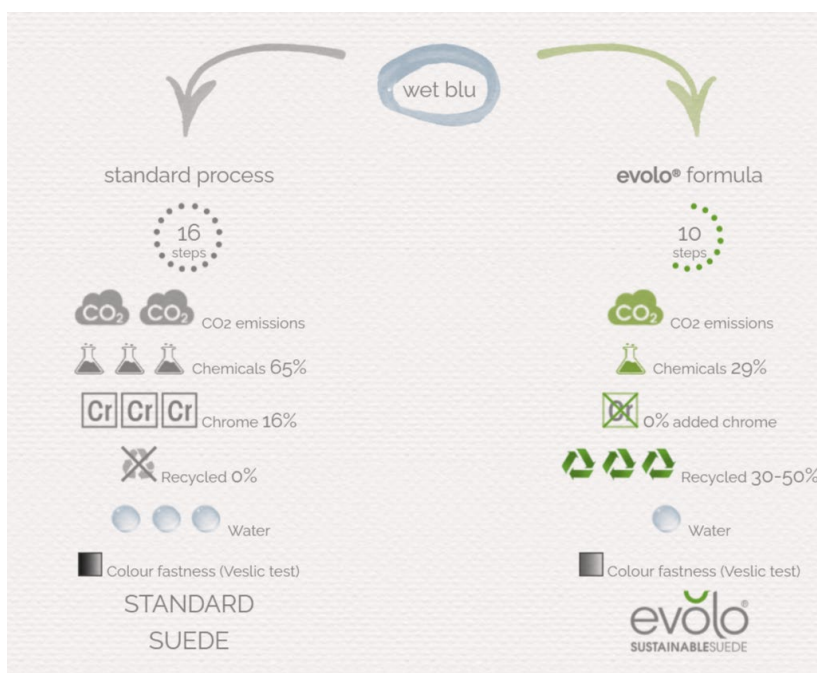 wet blu
standard process
16
steps
CO₂ CO₂ CO2 emissions
Chemicals 65%
Cr Cr Cr Chrome 16%
Recycled 0%
Water
Colour fastness (Veslic test)
STANDARD
SUEDE
evolo® formula
10
steps
CO₂ CO2 emissions
Chemicals 29%
Cr 0% added chrome
Recycled 30-50%
Water
Colour fastness (Veslic test)
evolo®
SUSTAINABLESUEDE